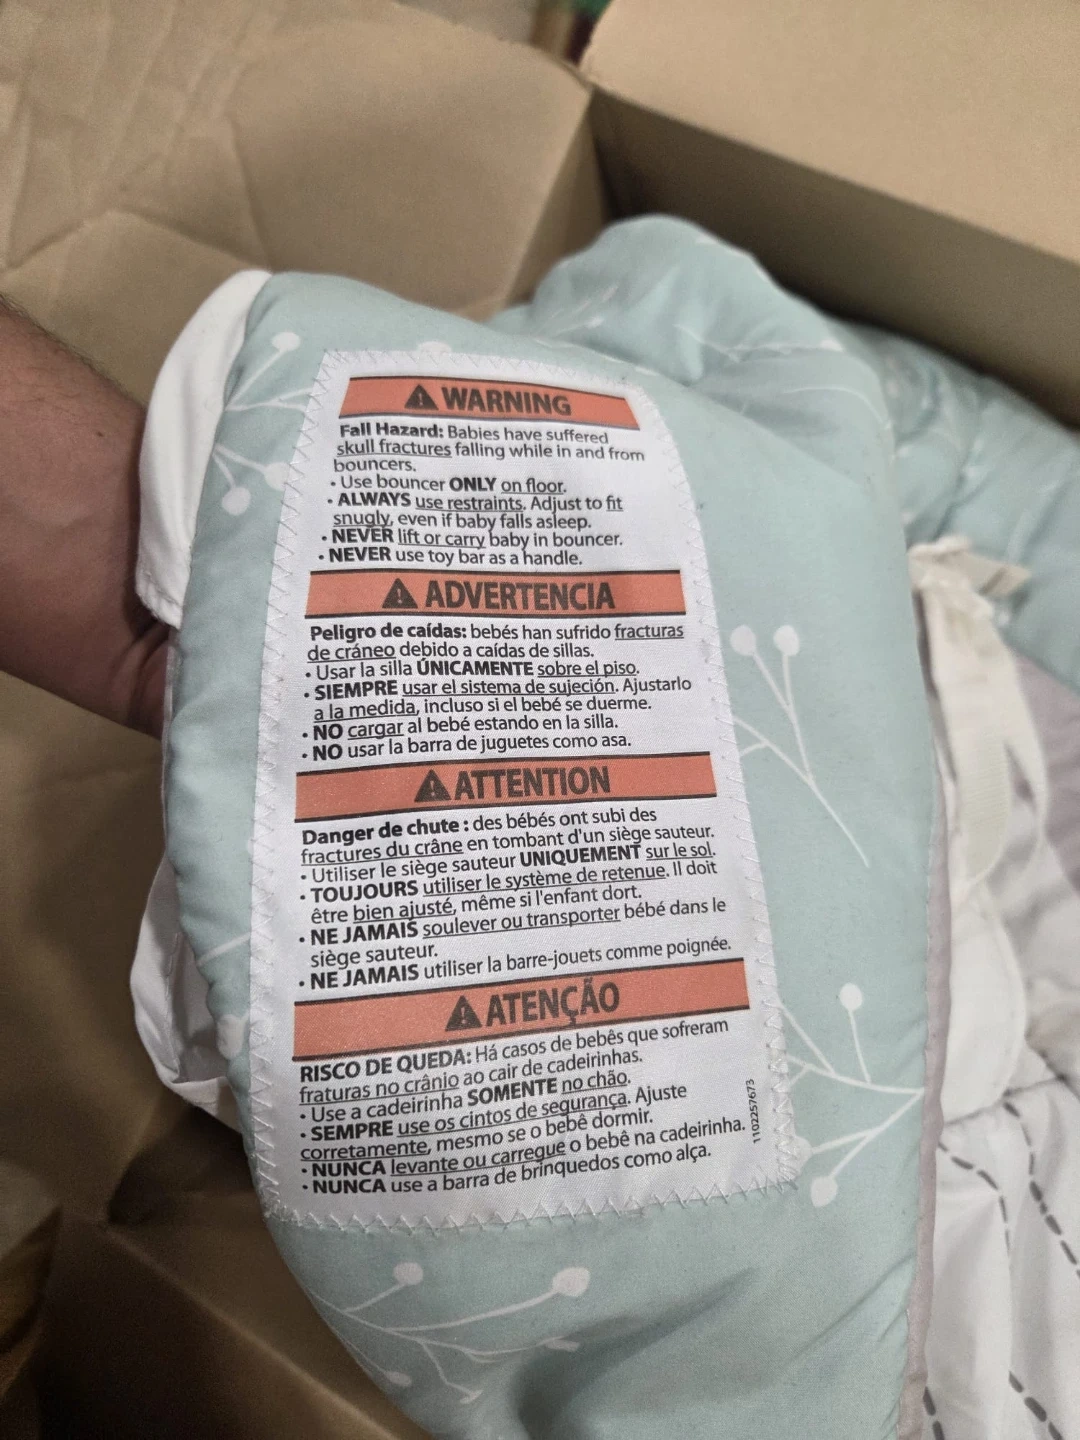 WARNING
Fall Hazard: Babies have suffered
skull fractures falling while in and from
bouncers.
• Use bouncer ONLY on floor.
• ALWAYS use restraints. Adjust to fit
snugly, even if baby falls asleep.
• NEVER lift or carry baby in bouncer.
• NEVER use toy bar as a handle.
ADVERTENCIA
Peligro de caídas: bebés han sufrido fracturas
de cráneo debido a caídas de sillas.
• Usar la silla ÚNICAMENTE sobre el piso.
• SIEMPRE usar el sistema de sujeción. Ajustarlo
a la medida, incluso si el bebé se duerme.
• NO cargar al bebé estando en la silla.
• NO usar la barra de juguetes como asa.
ATTENTION
Danger de chute : des bébés ont subi des
fractures du crâne en tombant d'un siège sauteur.
• Utiliser le siège sauteur UNIQUEMENT sur le sol.
• TOUJOURS utiliser le système de retenue. Il doit
être bien ajusté, même si l'enfant dort.
• NE JAMAIS soulever ou transporter bébé dans le
siège sauteur.
• NE JAMAIS utiliser la barre-jouets comme poignée.
ATENÇÃO
RISCO DE QUEDA: Há casos de bebês que sofreram
fraturas no crânio ao cair de cadeirinhas.
• Use a cadeirinha SOMENTE no chão.
• SEMPRE use os cintos de segurança. Ajuste
corretamente, mesmo se o bebê dormir.
• NUNCA levante ou carregue o bebê na cadeirinha.
• NUNCA use a barra de brinquedos como alça.
1102257673